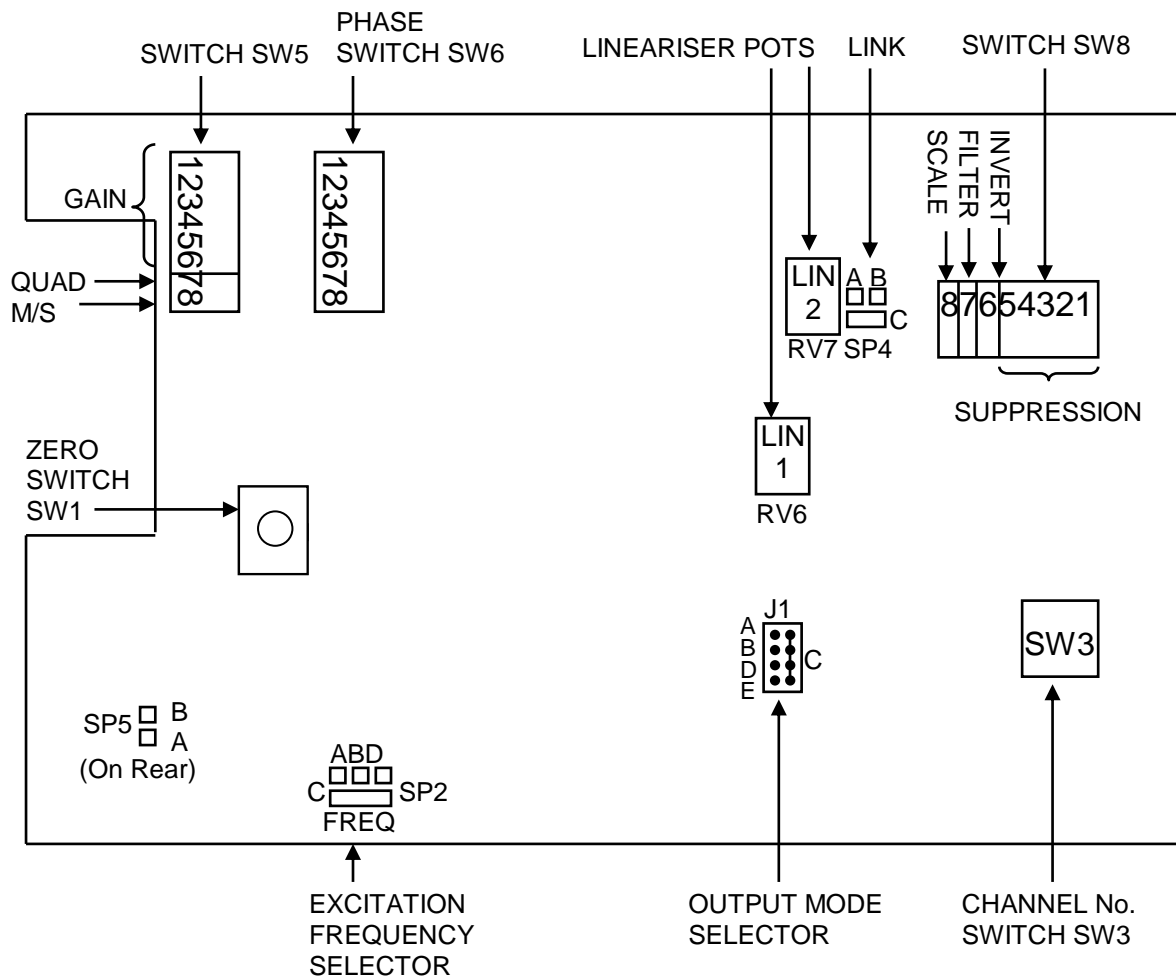 SWITCH SW5
PHASE
SWITCH SW6
LINEARISER POTS
LINK
SWITCH SW8
GAIN
12345678
12345678
SCALE
FILTER
INVERT
QUAD
M/S
LIN
2
A B
C
RV7 SP4
87654321
SUPPRESSION
LIN
1
RV6
ZERO
SWITCH
SW1
J1
A
B
D
E
C
SW3
SP5
B
A
(On Rear)
ABD
C
SP2
FREQ
EXCITATION
FREQUENCY
SELECTOR
OUTPUT MODE
SELECTOR
CHANNEL No.
SWITCH SW3